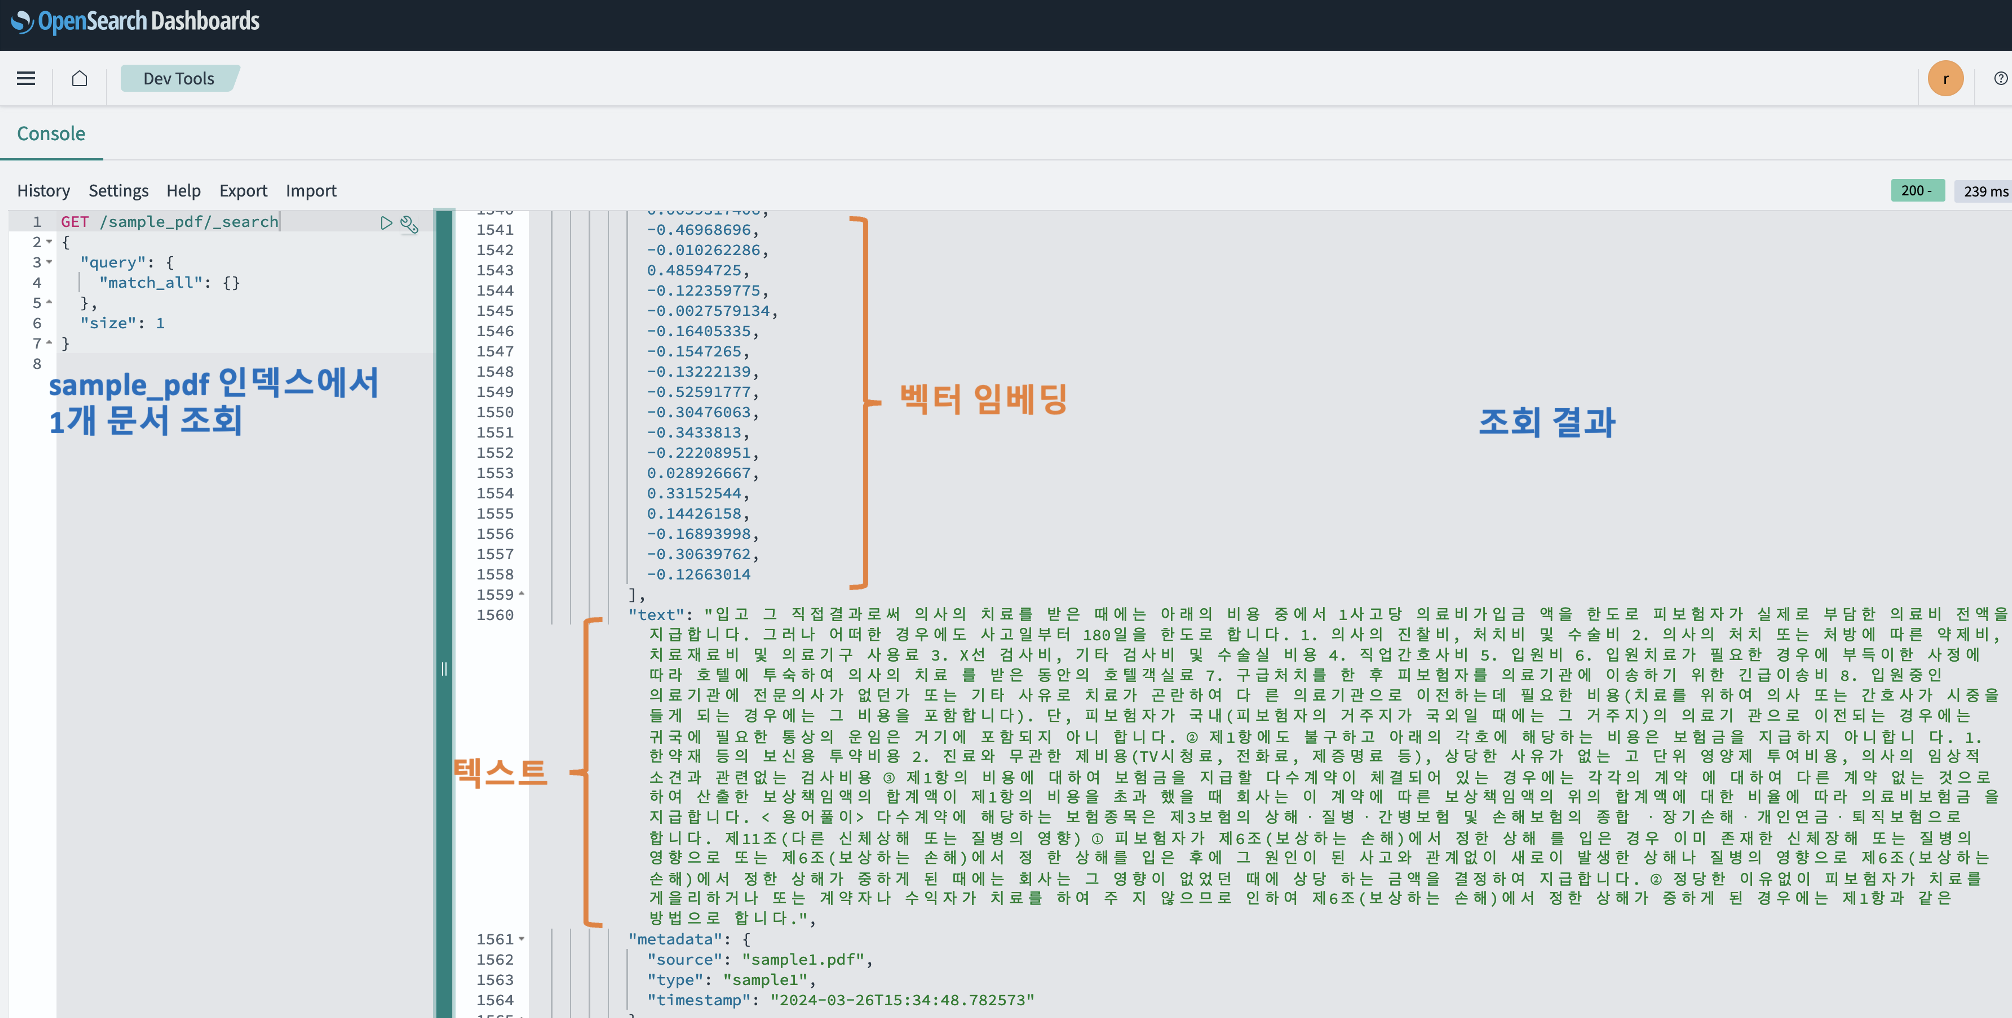 OpenSearch Dashboards
Dev Tools
r
Console
History Settings Help Export Import
200 -
239 ms
1 GET /sample_pdf/_search
2 {
3 "query": {
4 "match_all": {}
5 },
6 "size": 1
7 }
8
sample_pdf 인덱스에서
1개 문서 조회
1541 -0.46968696,
1542 -0.010262286,
1543 0.48594725,
1544 -0.122359775,
1545 -0.0027579134,
1546 -0.16405335,
1547 -0.1547265,
1548 -0.13222139,
1549 -0.52591777,
1550 -0.30476063,
1551 -0.3433813,
1552 -0.22208951,
1553 0.028926667,
1554 0.33152544,
1555 0.14426158,
1556 -0.16893998,
1557 -0.30639762,
1558 -0.12663014
1559 ],
벡터 임베딩
조회 결과
1560 "text": "입고 그 직접결과로써 의사의 치료를 받은 때에는 아래의 비용 중에서 1사고당 의료비가입금 액을 한도로 피보험자가 실제로 부담한 의료비 전액을
지급합니다. 그러나 어떠한 경우에도 사고일부터 180일을 한도로 합니다. 1. 의사의 진찰비, 처치비 및 수술비 2. 의사의 처치 또는 처방에 따른 약제비,
치료재료비 및 의료기구 사용료 3. X선 검사비, 기타 검사비 및 수술실 비용 4. 직업간호사비 5. 입원비 6. 입원치료가 필요한 경우에 부득이한 사정에
따라 호텔에 투숙하여 의사의 치료 를 받은 동안의 호텔객실료 7. 구급처치를 한 후 피보험자를 의료기관에 이송하기 위한 긴급이송비 8. 입원중인
의료기관에 전문의사가 없던가 또는 기타 사유로 치료가 곤란하여 다 른 의료기관으로 이전하는데 필요한 비용(치료를 위하여 의사 또는 간호사가 시중을
들게 되는 경우에는 그 비용을 포함합니다). 단, 피보험자가 국내(피보험자의 거주지가 국외일 때에는 그 거주지)의 의료기 관으로 이전되는 경우에는
귀국에 필요한 통상의 운임은 거기에 포함되지 아니 합니다. ② 제1항에도 불구하고 아래의 각호에 해당하는 비용은 보험금을 지급하지 아니합니 다. 1.
한약재 등의 보신용 투약비용 2. 진료와 무관한 제비용(TV시청료, 전화료, 제증명료 등), 상당한 사유가 없는 고 단위 영양제 투여비용, 의사의 임상적
소견과 관련없는 검사비용 ③ 제1항의 비용에 대하여 보험금을 지급할 다수계약이 체결되어 있는 경우에는 각각의 계약 에 대하여 다른 계약 없는 것으로
하여 산출한 보상책임액의 합계액이 제1항의 비용을 초과 했을 때 회사는 이 계약에 따른 보상책임액의 위의 합계액에 대한 비율에 따라 의료비보험금 을
지급합니다. < 용어풀이> 다수계약에 해당하는 보험종목은 제3보험의 상해·질병·간병보험 및 손해보험의 종합 ·장기손해·개인연금·퇴직보험으로
합니다. 제11조(다른 신체상해 또는 질병의 영향) ① 피보험자가 제6조(보상하는 손해)에서 정한 상해 를 입은 경우 이미 존재한 신체장해 또는 질병의
영향으로 또는 제6조(보상하는 손해)에서 정 한 상해를 입은 후에 그 원인이 된 사고와 관계없이 새로이 발생한 상해나 질병의 영향으로 제6조(보상하는
손해)에서 정한 상해가 중하게 된 때에는 회사는 그 영향이 없었던 때에 상당 하는 금액을 결정하여 지급합니다. ② 정당한 이유없이 피보험자가 치료를
게을리하거나 또는 계약자나 수익자가 치료를 하여 주 지 않으므로 인하여 제6조(보상하는 손해)에서 정한 상해가 중하게 된 경우에는 제1항과 같은
방법으로 합니다.",
텍스트
1561 "metadata": {
1562 "source": "sample1.pdf",
1563 "type": "sample1",
1564 "timestamp": "2024-03-26T15:34:48.782573"